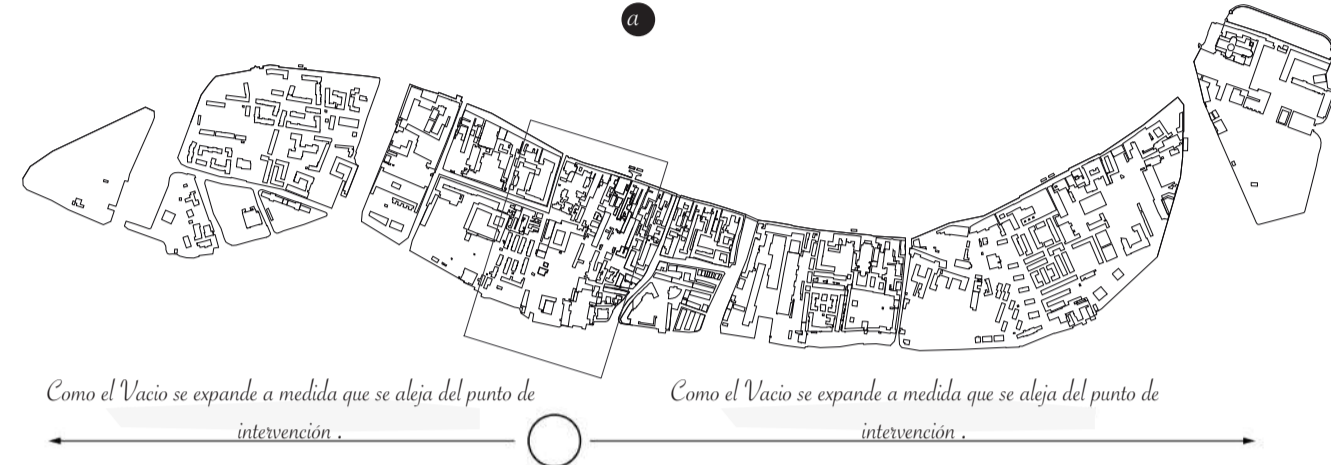 a
Como el Vacio se expande a medida que se aleja del punto de
intervención .
Como el Vacio se expande a medida que se aleja del punto de
intervención .